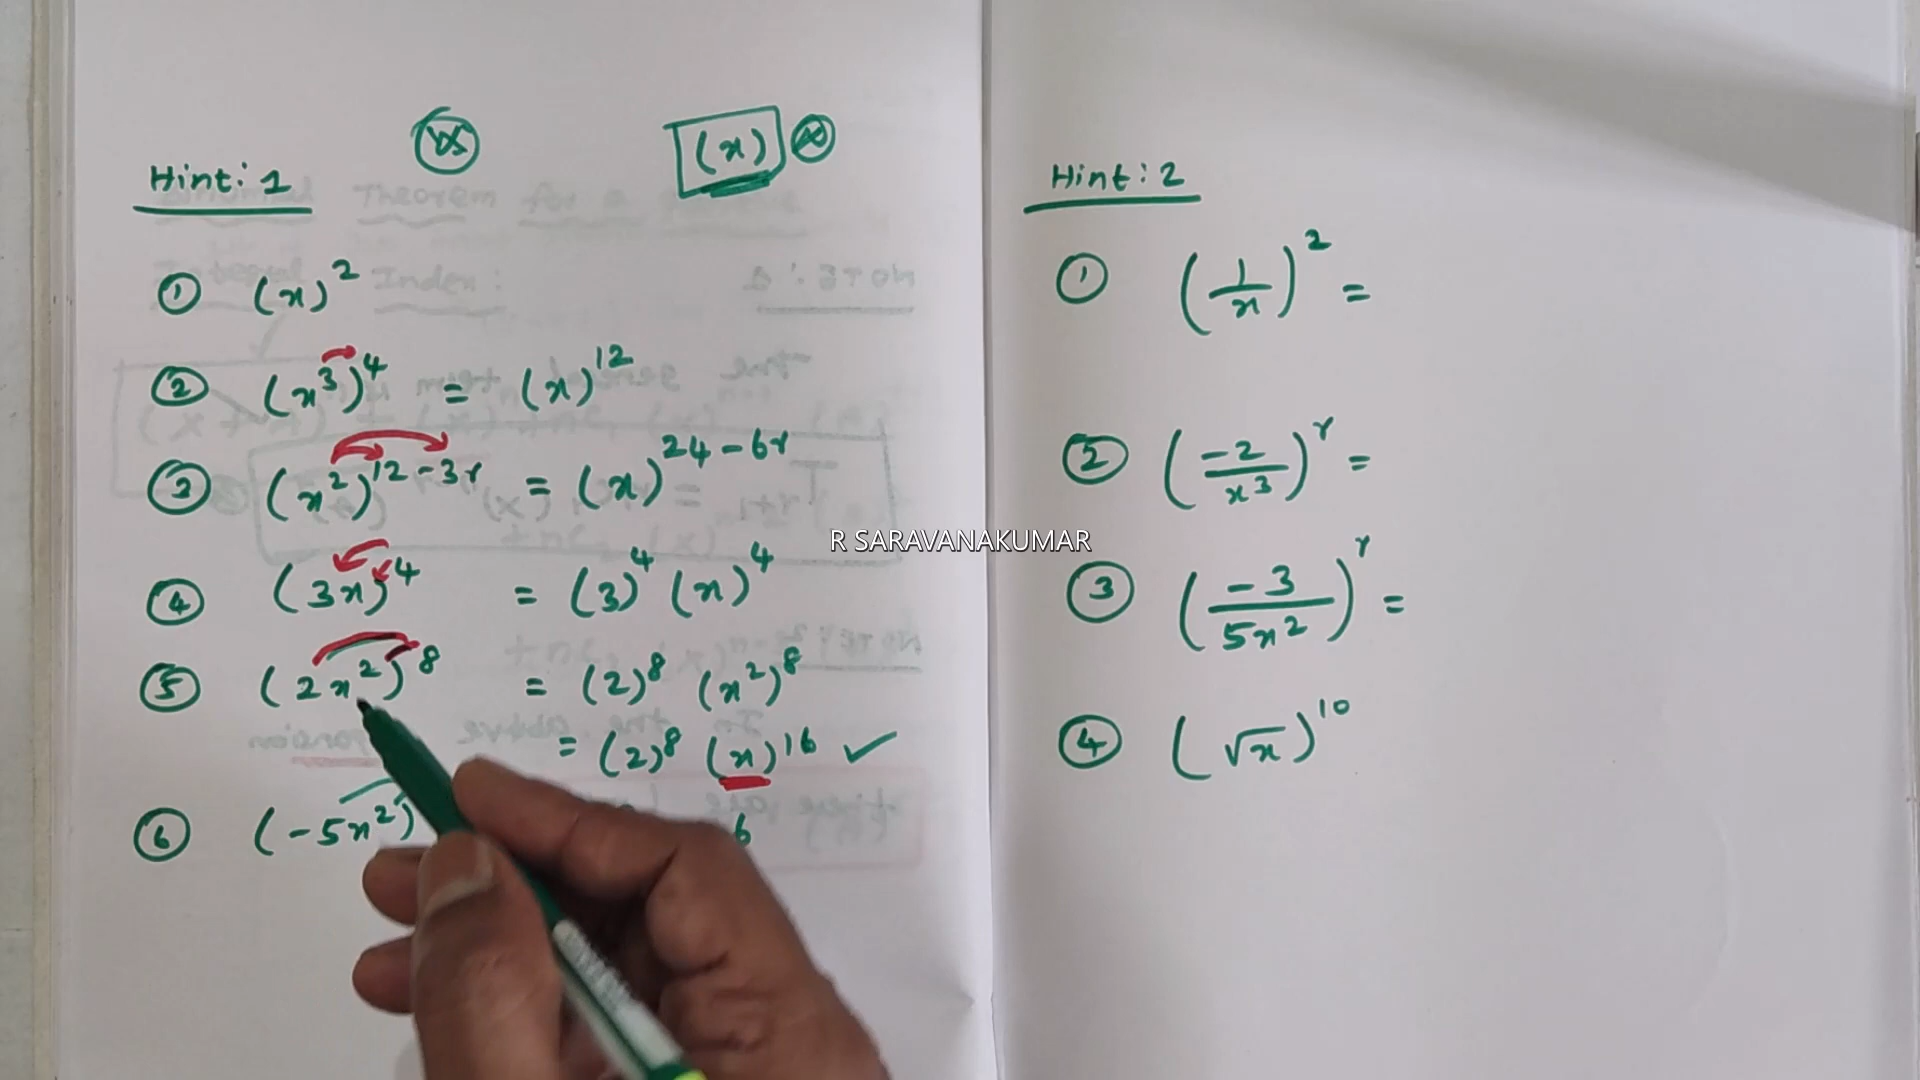 (x)
Hint: 1
① (x)²
② (x³)⁴ = (x)¹²
③ (x²)¹²⁻³ʳ = (x)²⁴⁻⁶ʳ
④ (3x)⁴ = (3)⁴ (x)⁴
⑤ (2x²)⁸ = (2)⁸ (x²)⁸
= (2)⁸ (x)¹⁶ ✓
⑥ (-5x²) 6
R SARAVANAKUMAR
Hint: 2
① (1/x)² =
② (-2/x³)ʳ =
③ (-3/5x²)ʳ =
④ (√x)¹⁰